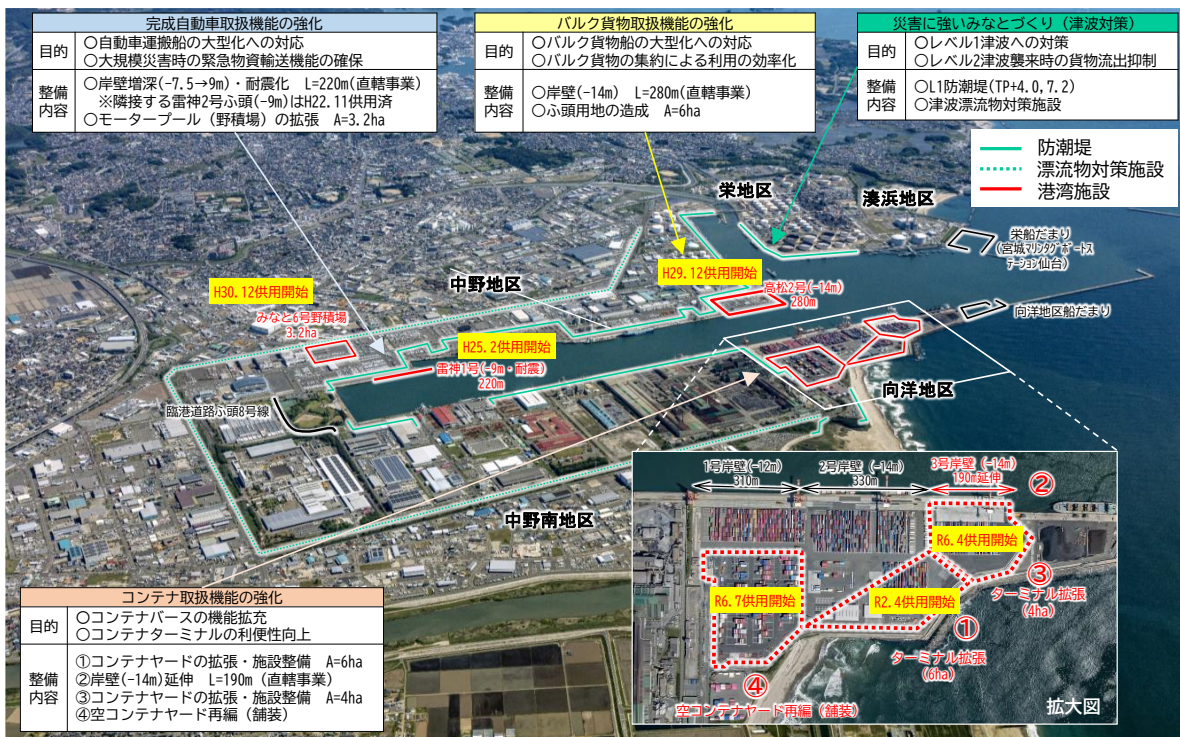 完成自動車取扱機能の強化
目的
○自動車運搬船の大型化への対応
○大規模災害時の緊急物資輸送機能の確保
整備
内容
○岸壁増深(-7.5→9m)・耐震化 L=220m(直轄事業)
※隣接する雷神2号ふ頭(-9m)はH22.11供用済
○モータープール(野積場)の拡張 A=3.2ha
バルク貨物取扱機能の強化
目的
○バルク貨物船の大型化への対応
○バルク貨物の集約による利用の効率化
整備
内容
○岸壁(-14m) L=280m(直轄事業)
○ふ頭用地の造成 A=6ha
災害に強いみなとづくり(津波対策)
目的
○レベル1津波への対策
○レベル2津波襲来時の貨物流出抑制
整備
内容
○L1防潮堤(TP+4.0,7.2)
○津波漂流物対策施設
防潮堤
漂流物対策施設
港湾施設
栄地区
湊浜地区
栄船だまり
(宮城マリンタグボートス
テーション仙台)
H29.12供用開始
中野地区
高松2号(-14m)
280m
向洋地区船だまり
H30.12供用開始
みなと6号野積場
3.2ha
H25.2供用開始
雷神1号(-9m・耐震)
220m
向洋地区
臨港道路ふ頭8号線
中野南地区
1号岸壁(-12m)
310m
2号岸壁(-14m)
330m
3号岸壁(-14m)
190m延伸
②
R6.4供用開始
R6.7供用開始
R2.4供用開始
③
ターミナル拡張
(4ha)
①
ターミナル拡張
(6ha)
④
空コンテナヤード再編(舗装)
拡大図
コンテナ取扱機能の強化
目的
○コンテナバースの機能拡充
○コンテナターミナルの利便性向上
整備
内容
①コンテナヤードの拡張・施設整備 A=6ha
②岸壁(-14m)延伸 L=190m(直轄事業)
③コンテナヤードの拡張・施設整備 A=4ha
④空コンテナヤード再編(舗装)